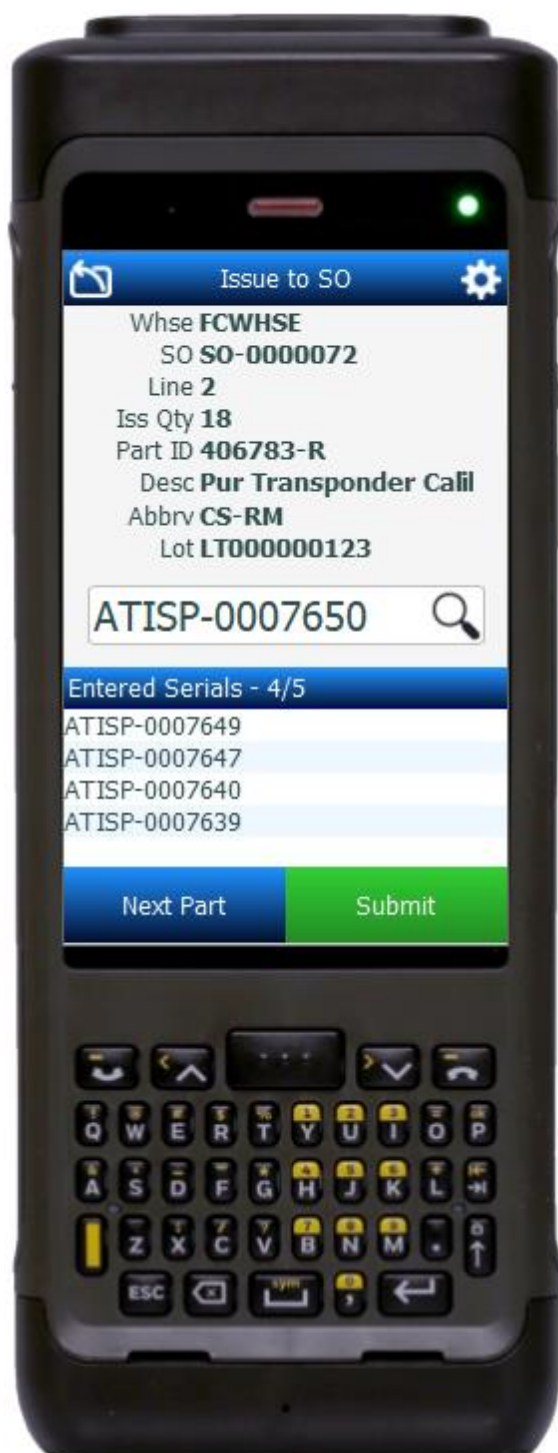 Issue to SO
Whse FCWHSE
SO SO-0000072
Line 2
Iss Qty 18
Part ID 406783-R
Desc Pur Transponder Calil
Abbrv CS-RM
Lot LT000000123
ATISP-0007650
Entered Serials - 4/5
ATISP-0007649
ATISP-0007647
ATISP-0007640
ATISP-0007639
Next Part Submit
Q W E R T Y U I O P
A S D F G H J K L
Z X C V B N M .
ESC sym ,